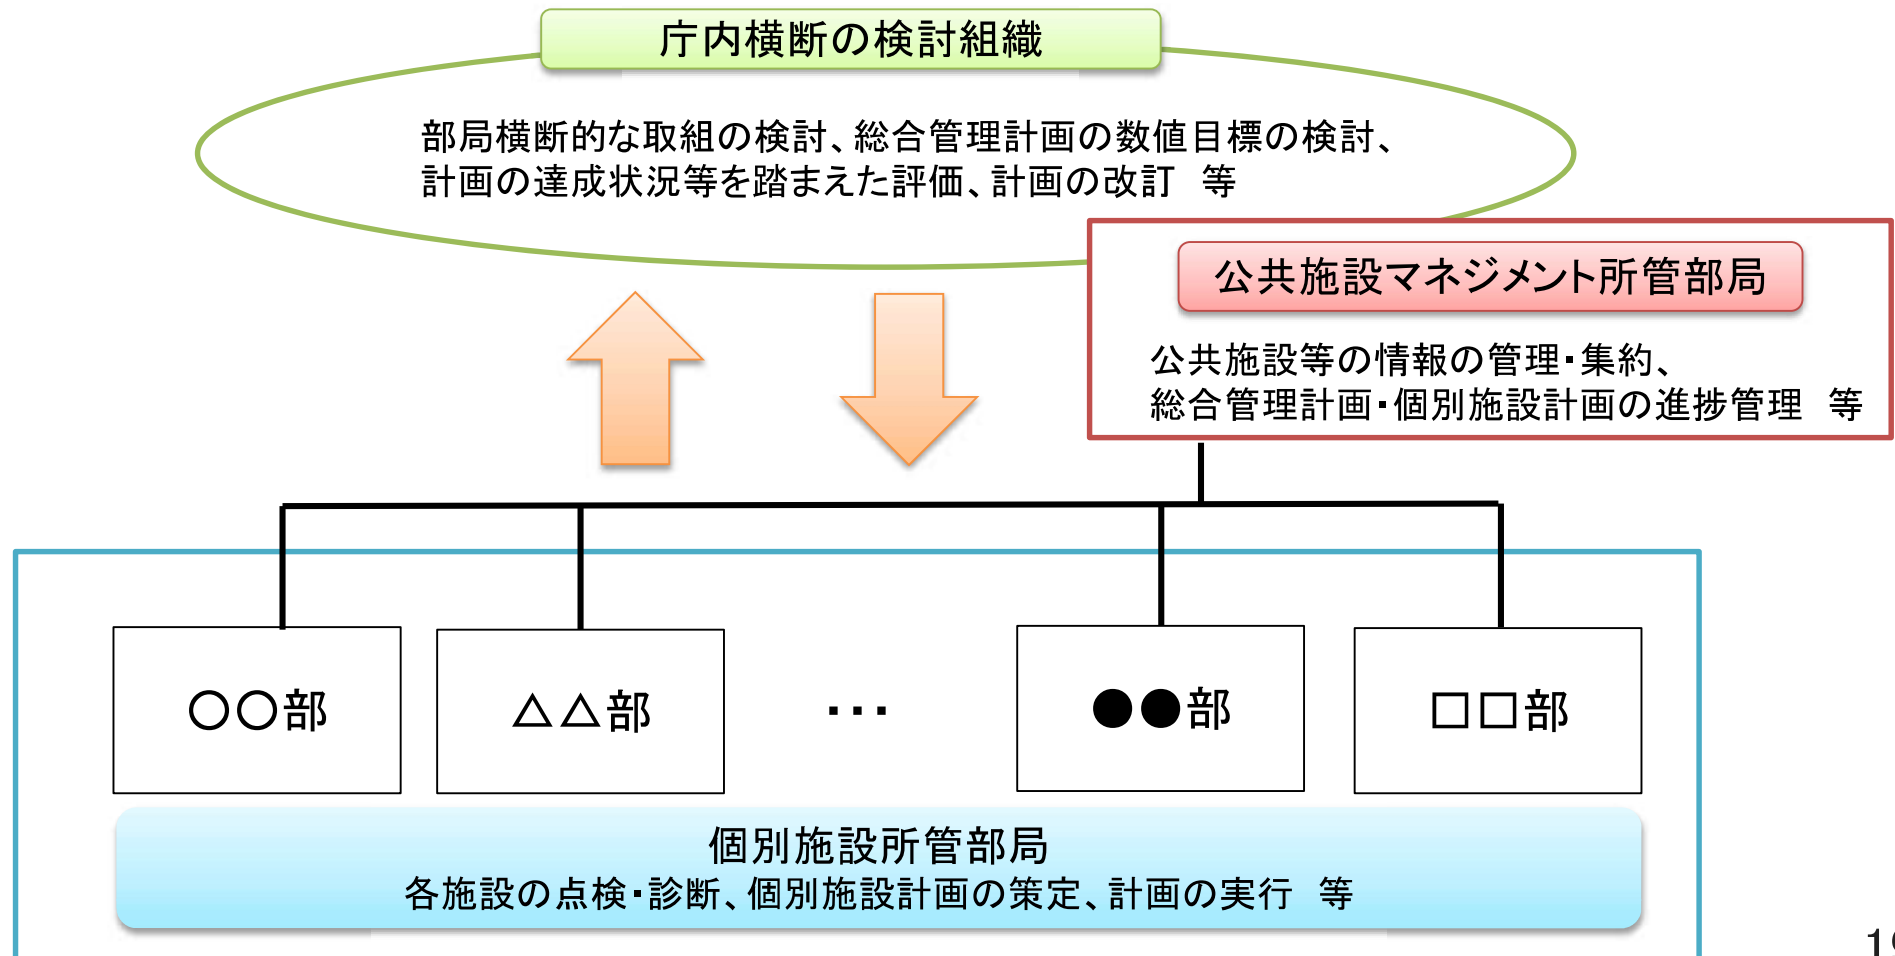 庁内横断の検討組織
部局横断的な取組の検討、総合管理計画の数値目標の検討、
計画の達成状況等を踏まえた評価、計画の改訂　等
公共施設マネジメント所管部局
公共施設等の情報の管理・集約、
総合管理計画・個別施設計画の進捗管理　等
○○部
△△部
･･･
●●部
□□部
個別施設所管部局
各施設の点検・診断、個別施設計画の策定、計画の実行　等